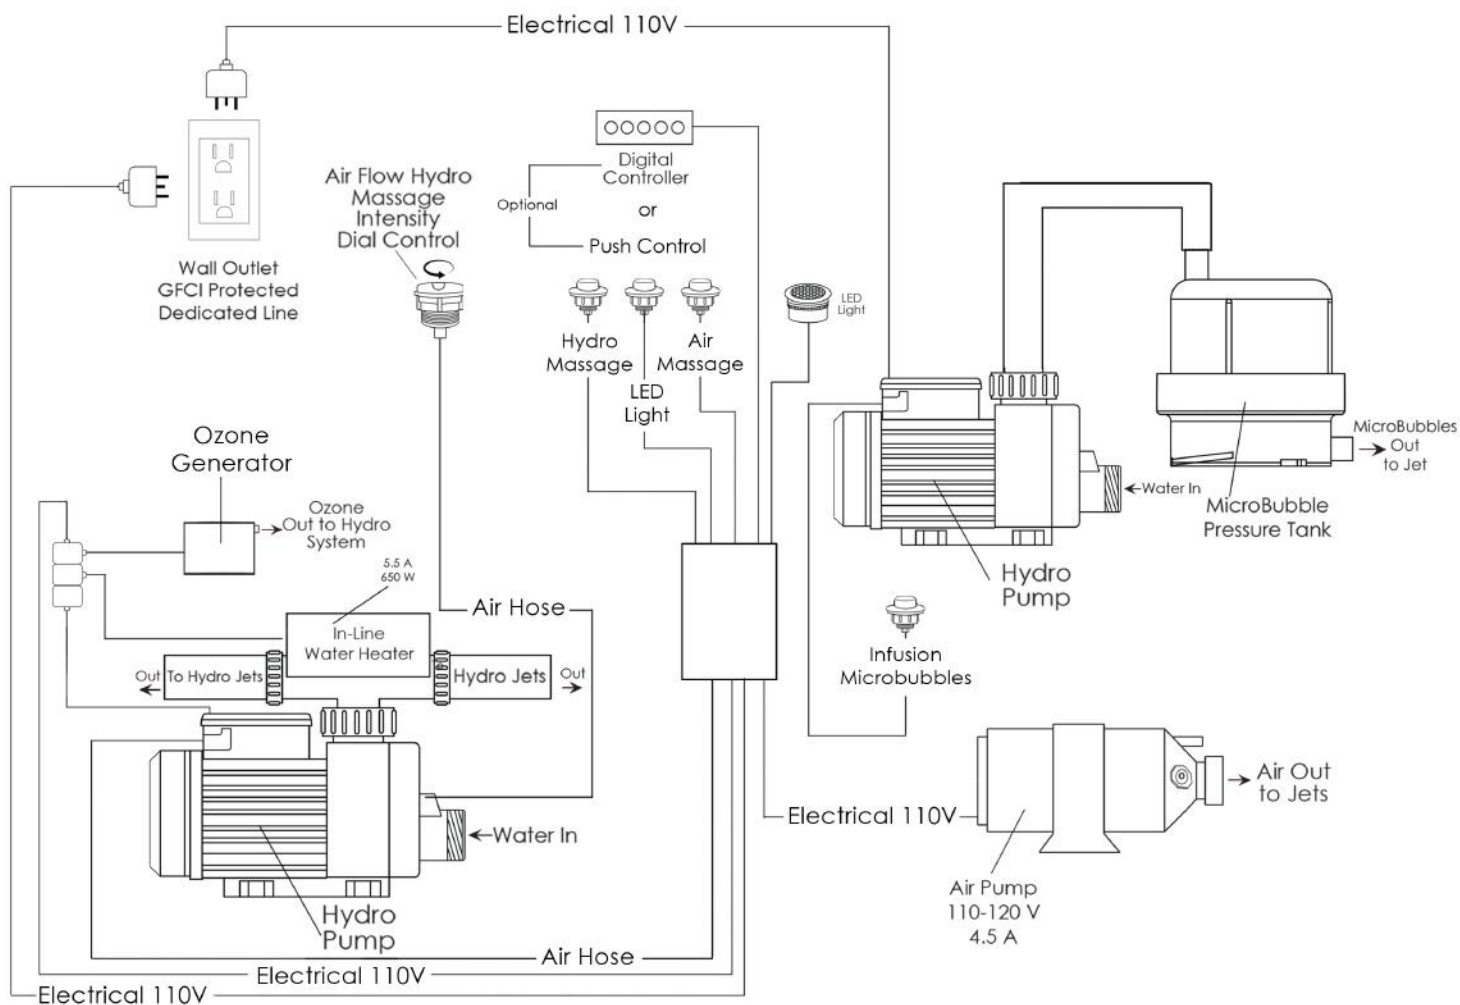 Electrical 110V
Wall Outlet
GFCI Protected
Dedicated Line
Air Flow Hydro
Massage
Intensity
Dial Control
Digital
Controller
Optional
or
Push Control
Hydro
Massage
LED
Light
Air
Massage
LED
Light
MicroBubbles
Out
to Jet
Water In
MicroBubble
Pressure Tank
Hydro
Pump
Ozone
Generator
Ozone
Out to Hydro
System
5.5 A
650 W
In-Line
Water Heater
Air Hose
Out
To Hydro Jets
Hydro Jets
Out
Infusion
Microbubbles
Water In
Hydro
Pump
Electrical 110V
Air Out
to Jets
Air Pump
110-120 V
4.5 A
Air Hose
Electrical 110V
Electrical 110V